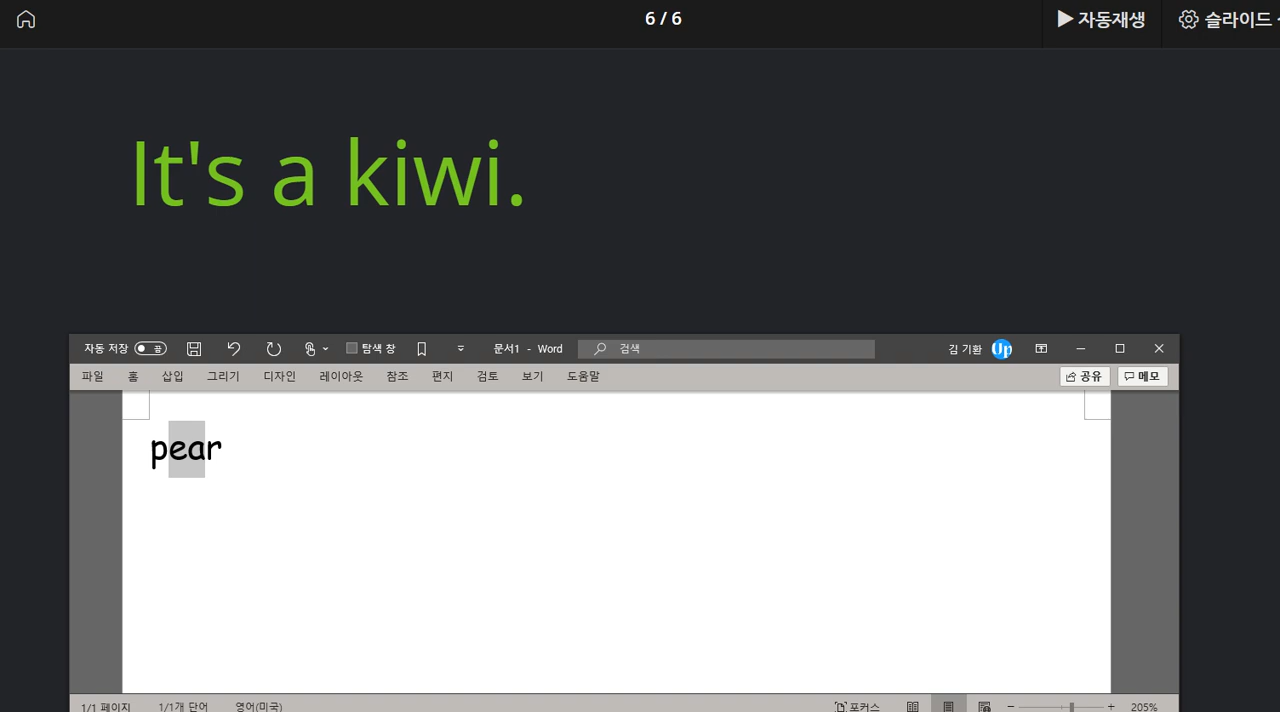 6 / 6
▶ 자동재생
슬라이드
It's a kiwi.
자동 저장 끌 탐색 창 문서1 - Word 검색 김 기환 Up
파일 홈 삽입 그리기 디자인 레이아웃 참조 편지 검토 보기 도움말 공유 메모
pear
1/1 페이지 1/1개 단어 영어(미국) 포커스 205%